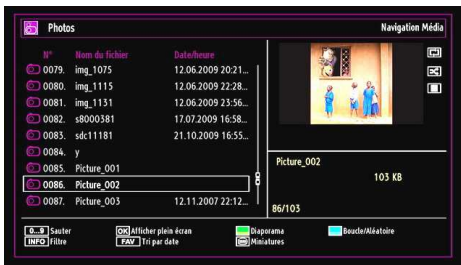 Photos Navigation Média
N° Nom du fichier Date/heure
0079. img_1075 12.06.2009 20:21...
0080. img_1115 12.06.2009 22:28...
0081. img_1131 12.06.2009 23:56...
0082. s8000381 17.07.2009 16:58...
0083. sdc11181 21.10.2009 16:55...
0084. y
0085. Picture_001
0086. Picture_002
0087. Picture_003 12.11.2007 22:12...
Picture_002
103 KB
86/103
0...9 Sauter OK Afficher plein écran Diaporama Boucle/Aléatoire
INFO Filtre FAV Tri par date Miniatures